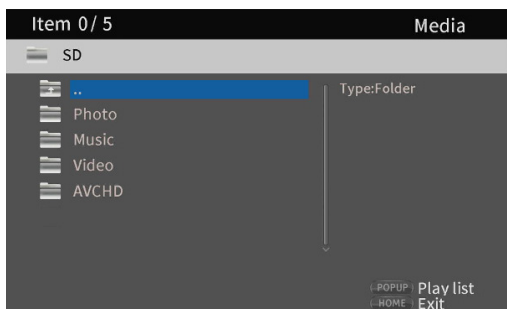 Item 0/ 5
Media
SD
..
Type:Folder
Photo
Music
Video
AVCHD
POPUP Play list
HOME Exit